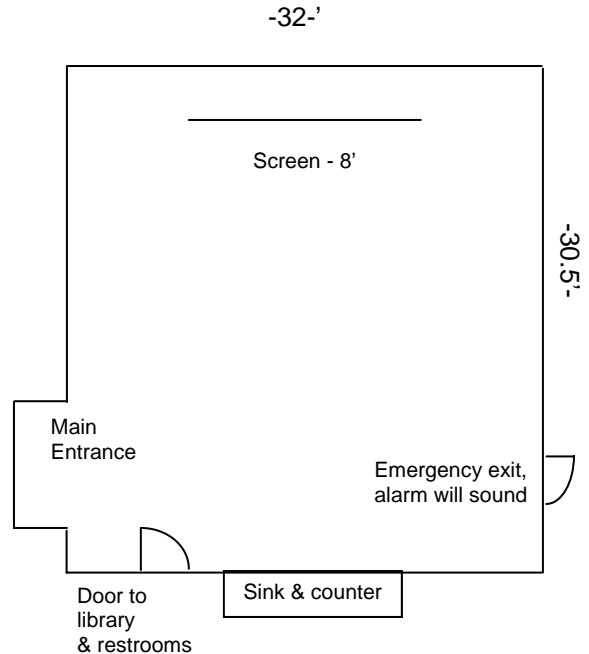 -32-'
Screen - 8'
-30.5'-
Main
Entrance
Emergency exit,
alarm will sound
Sink & counter
Door to
library
& restrooms